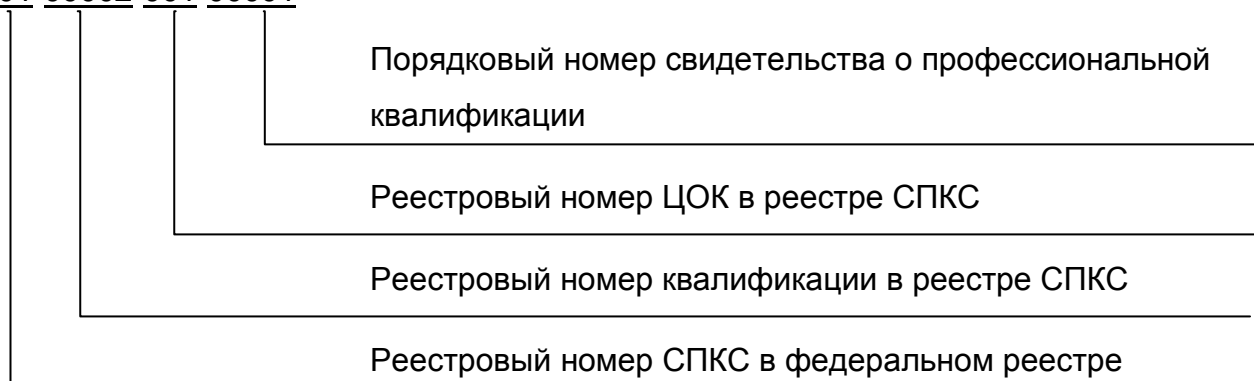 Порядковый номер свидетельства о профессиональной
квалификации
Реестровый номер ЦОК в реестре СПКС
Реестровый номер квалификации в реестре СПКС
Реестровый номер СПКС в федеральном реестре